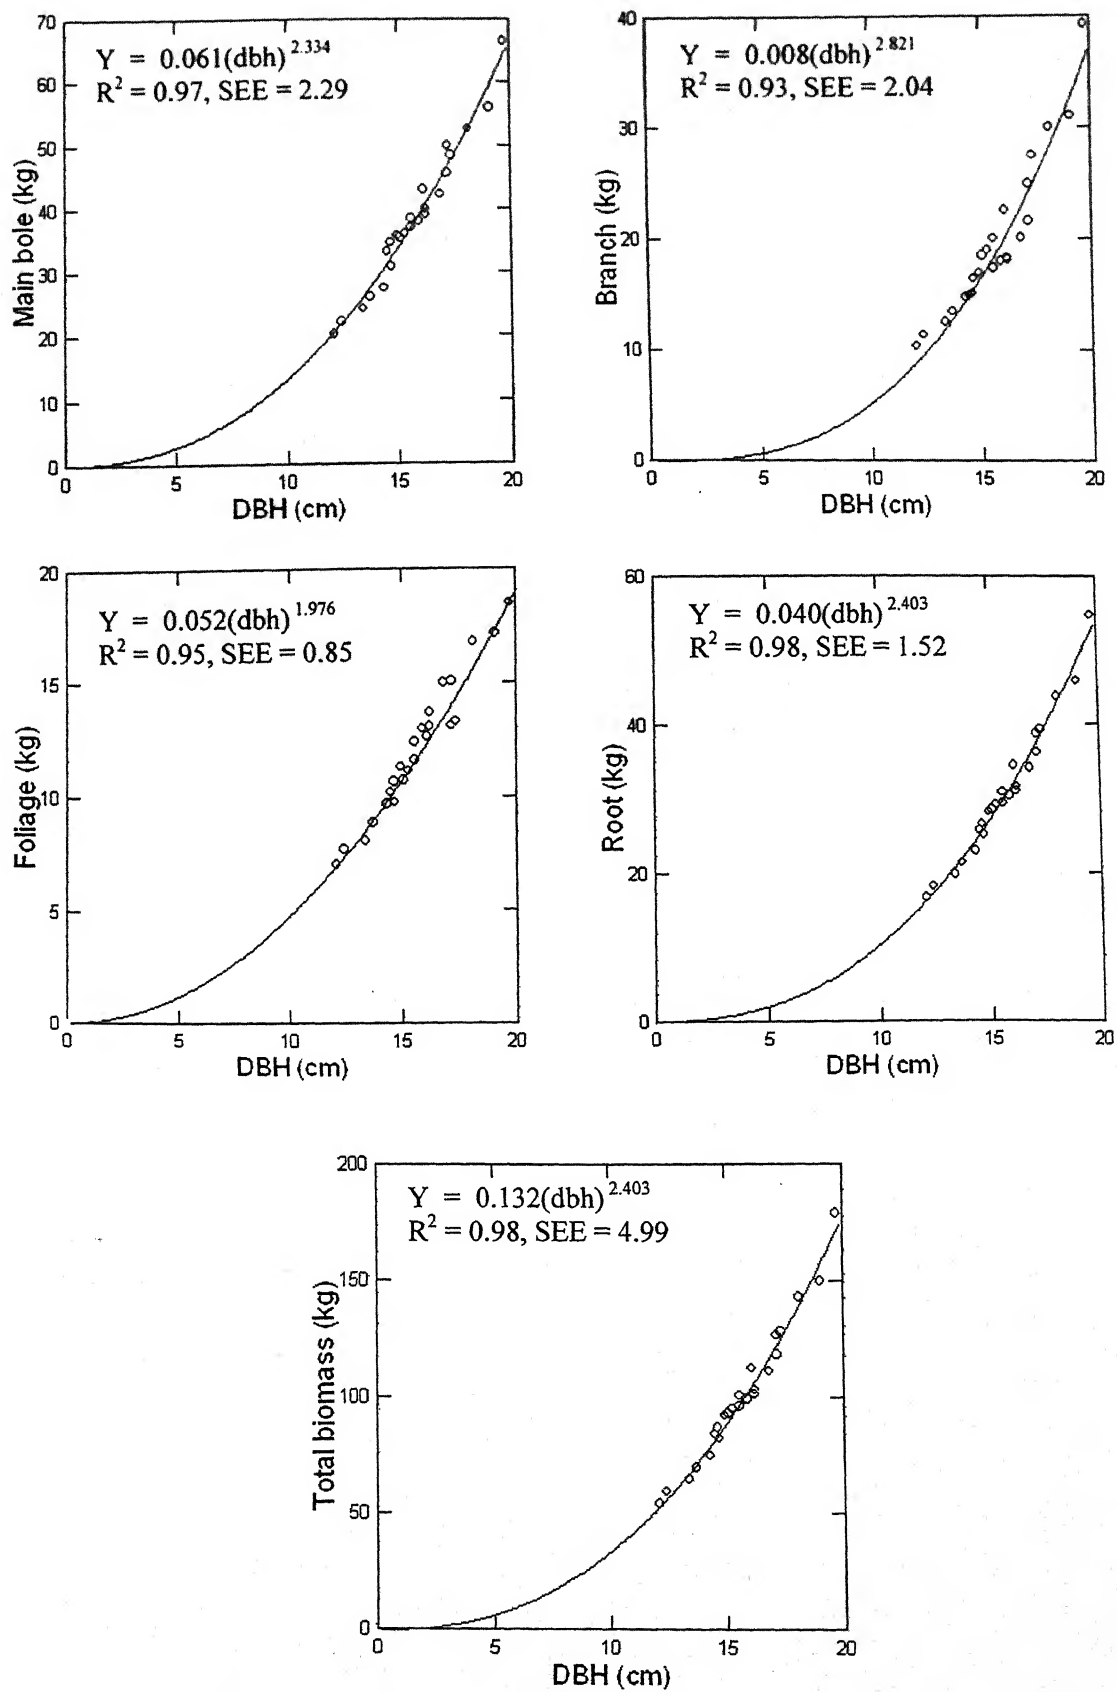 Y = 0.061(dbh)^2.334
R² = 0.97, SEE = 2.29
70
60
50
40
30
20
10
0
Main bole (kg)
0 5 10 15 20
DBH (cm)
Y = 0.008(dbh)^2.821
R² = 0.93, SEE = 2.04
40
30
20
10
0
Branch (kg)
0 5 10 15 20
DBH (cm)
Y = 0.052(dbh)^1.976
R² = 0.95, SEE = 0.85
20
15
10
5
0
Foliage (kg)
0 5 10 15 20
DBH (cm)
Y = 0.040(dbh)^2.403
R² = 0.98, SEE = 1.52
60
40
20
0
Root (kg)
0 5 10 15 20
DBH (cm)
Y = 0.132(dbh)^2.403
R² = 0.98, SEE = 4.99
200
150
100
50
0
Total biomass (kg)
0 5 10 15 20
DBH (cm)